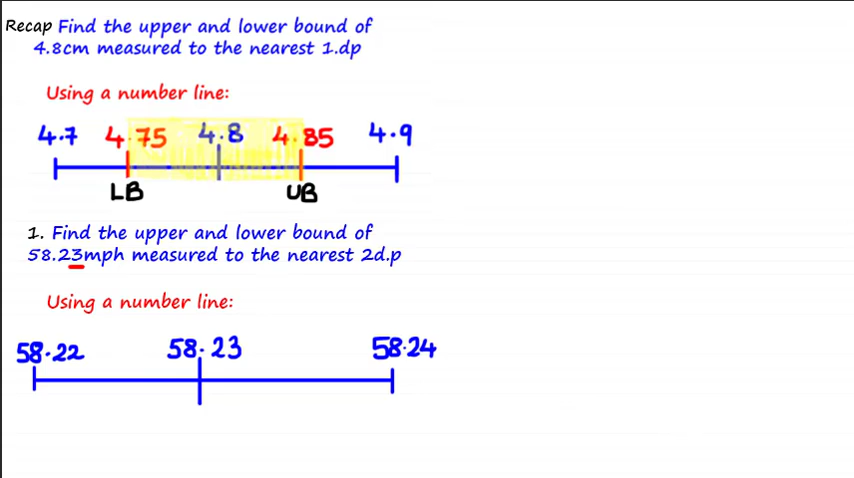 Recap Find the upper and lower bound of
4.8cm measured to the nearest 1.dp
Using a number line:
4.7 4.75 4.8 4.85 4.9
LB UB
1. Find the upper and lower bound of
58.23mph measured to the nearest 2d.p
Using a number line:
58.22 58.23 58.24